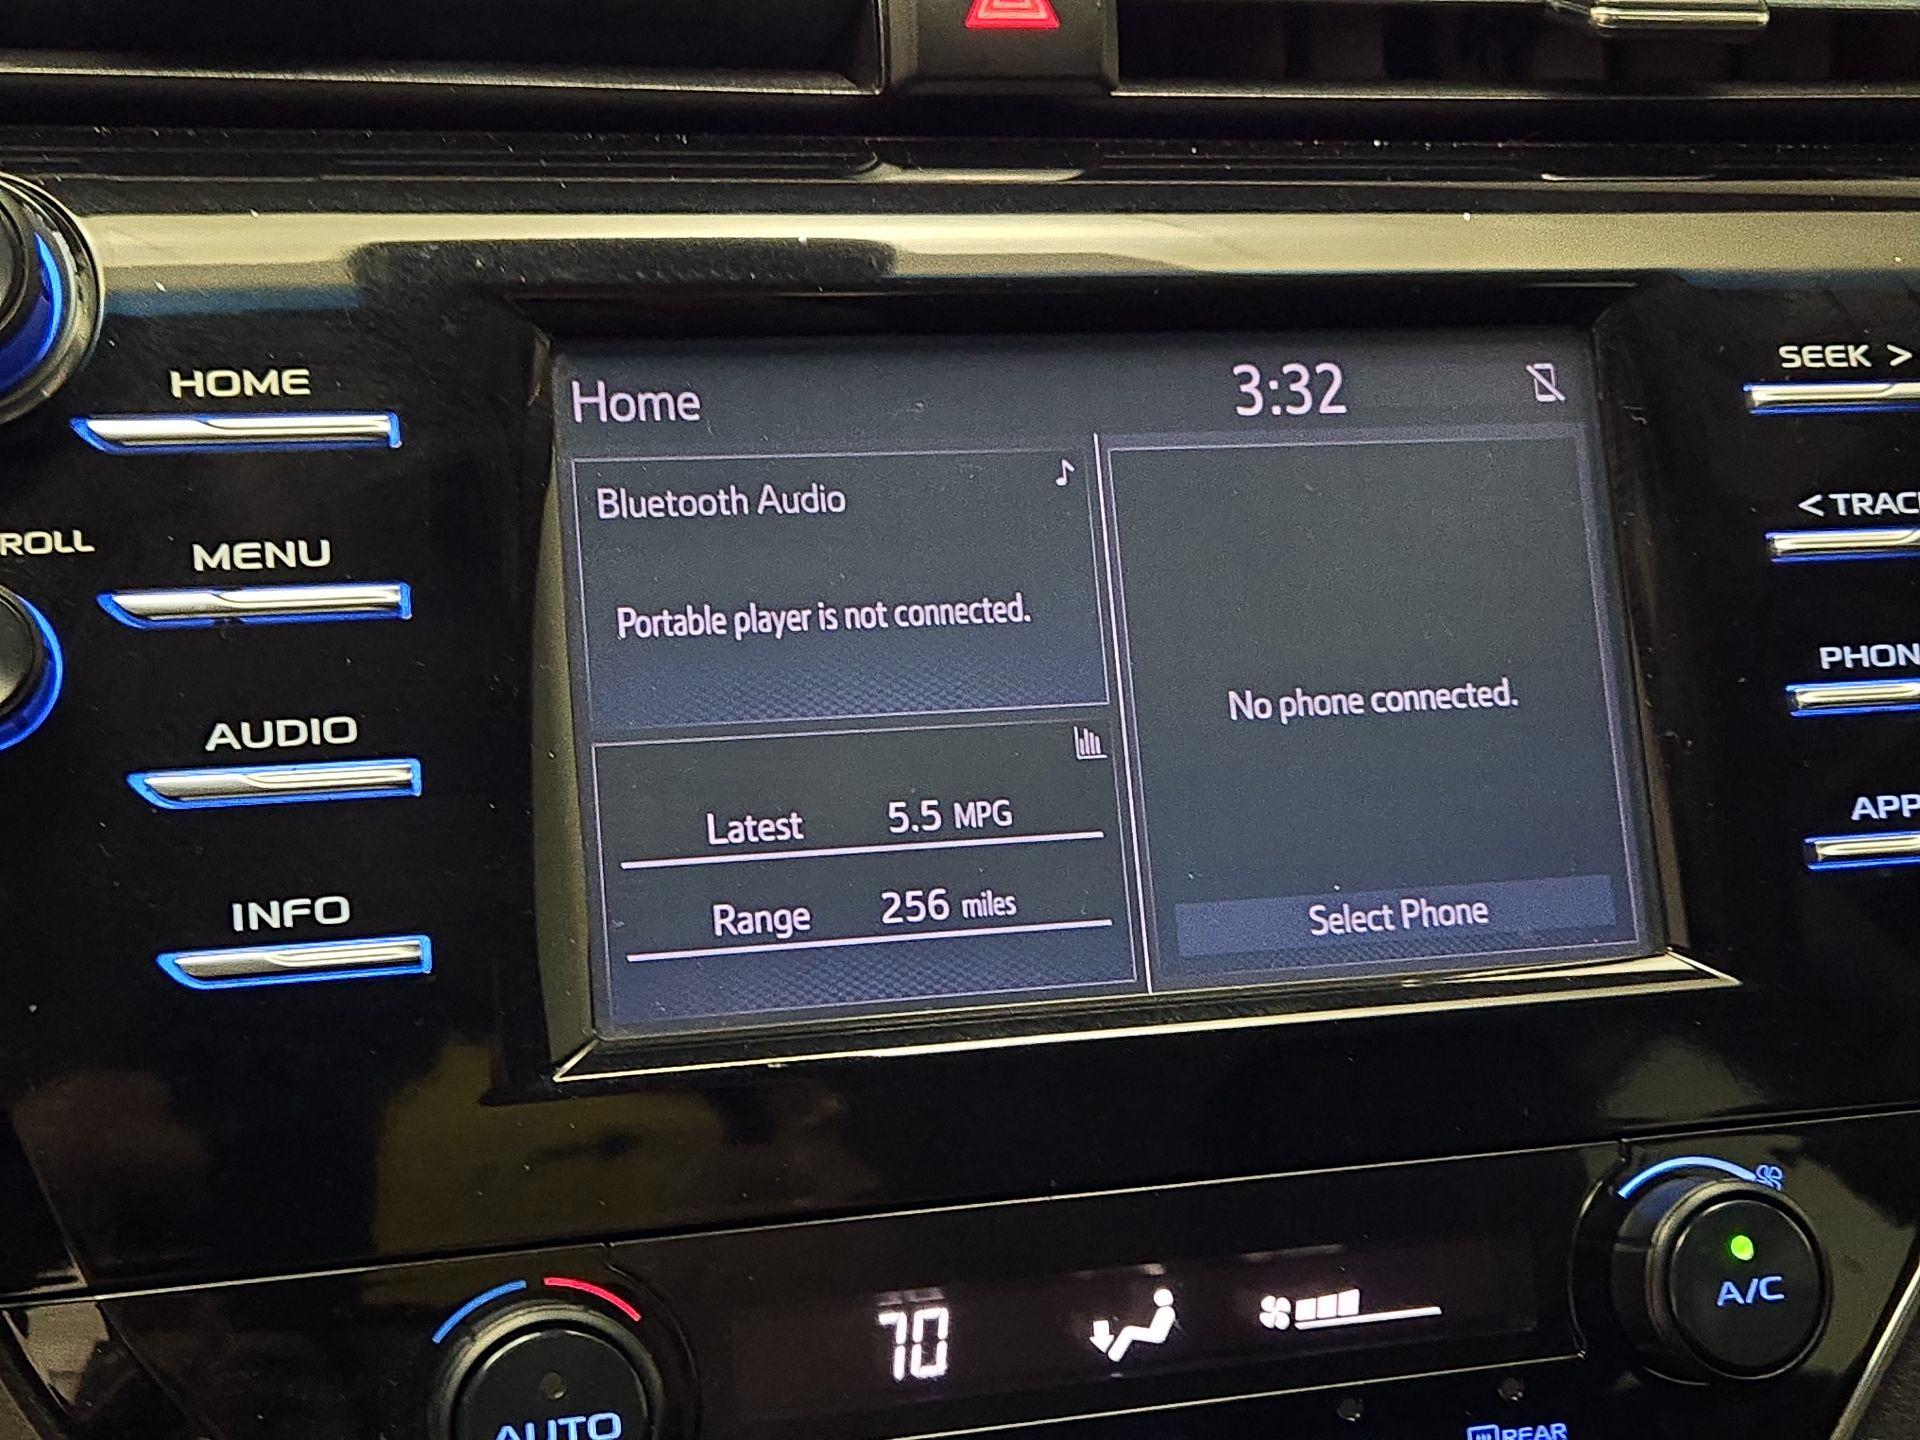 HOME
MENU
ROLL
AUDIO
INFO
Home
3:32
Bluetooth Audio
Portable player is not connected.
Latest 5.5 MPG
Range 256 miles
No phone connected.
Select Phone
SEEK >
< TRACK
PHON
APP
70
A/C
AUTO
REAR